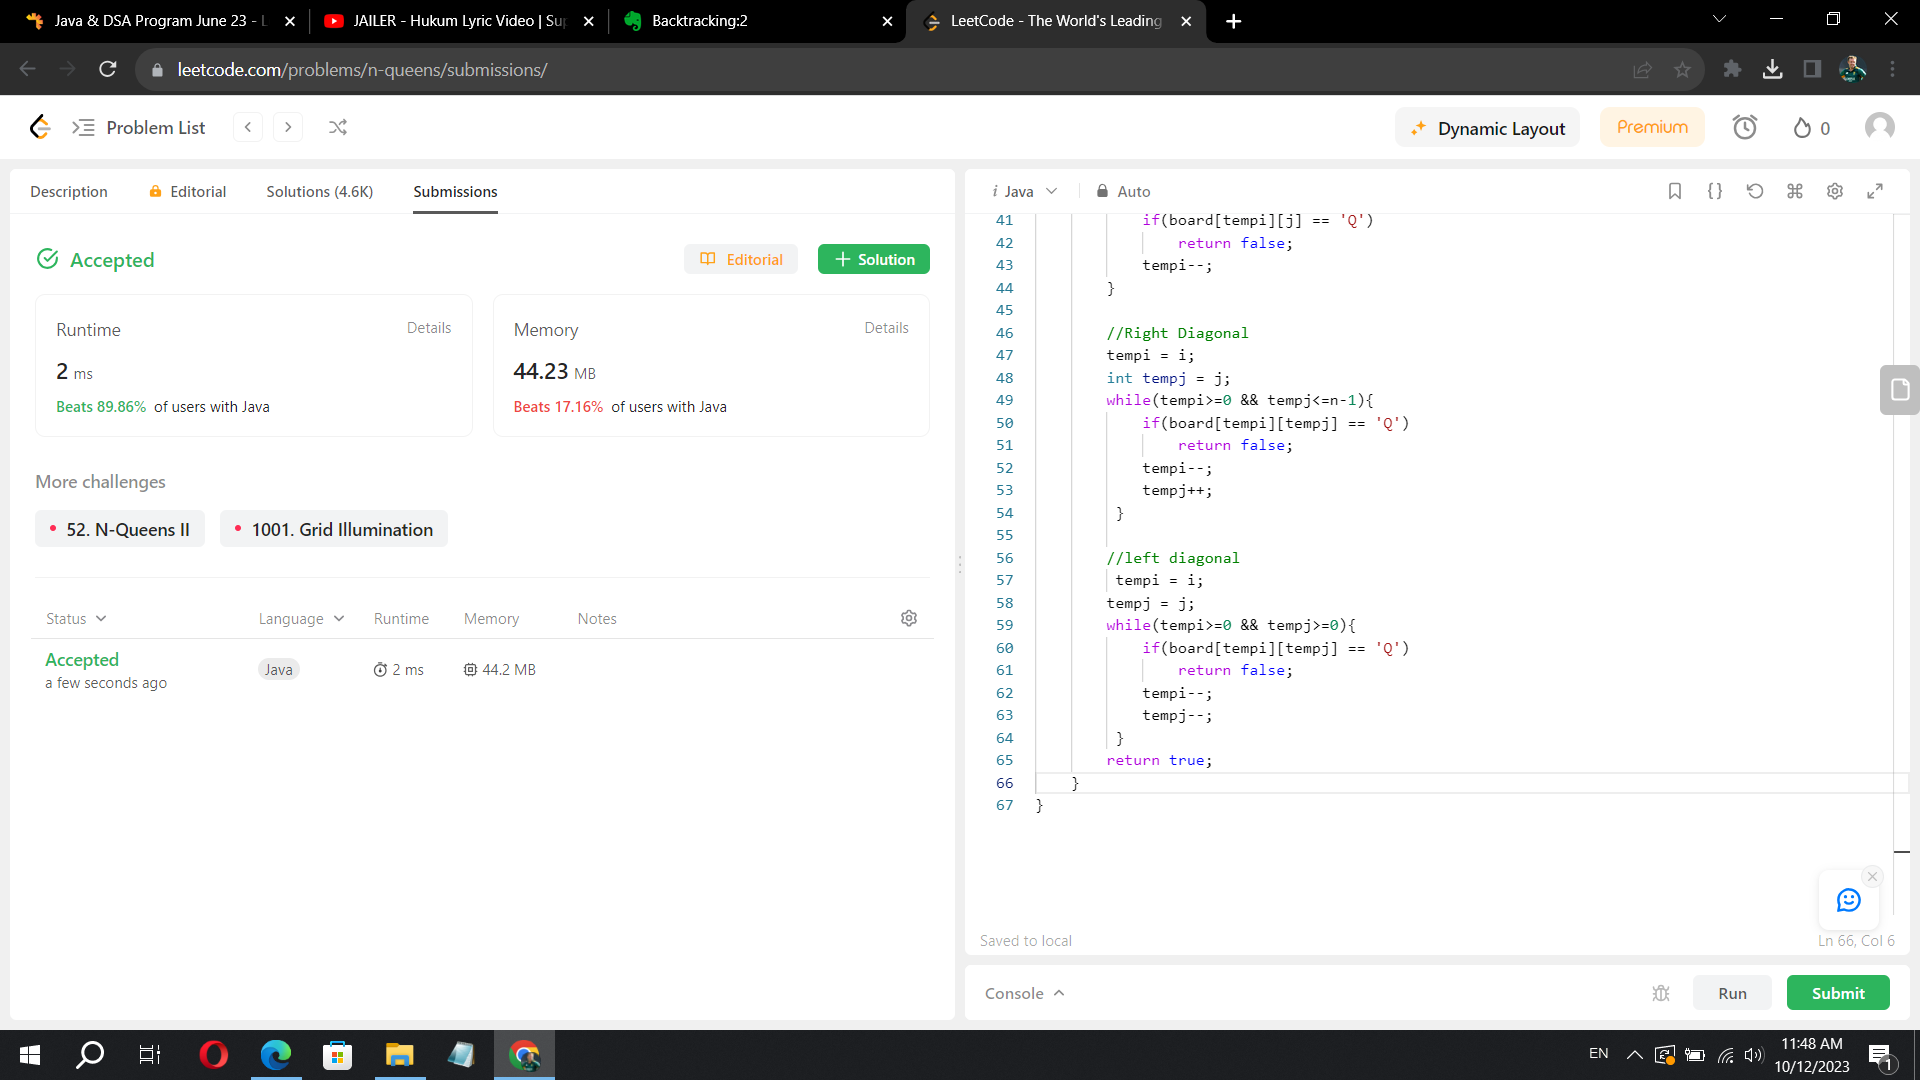 Java & DSA Program June 23 - L
JAILER - Hukum Lyric Video | Sup
Backtracking:2
LeetCode - The World's Leading
leetcode.com/problems/n-queens/submissions/
Problem List
Dynamic Layout
Premium
0
Description
Editorial
Solutions (4.6K)
Submissions
Accepted
Editorial
Solution
Runtime
Details
2 ms
Beats 89.86% of users with Java
Memory
Details
44.23 MB
Beats 17.16% of users with Java
More challenges
52. N-Queens II
1001. Grid Illumination
Status
Language
Runtime
Memory
Notes
Accepted
a few seconds ago
Java
2 ms
44.2 MB
i Java
Auto
41 if(board[tempi][j] == 'Q')
42 return false;
43 tempi--;
44 }
45
46 //Right Diagonal
47 tempi = i;
48 int tempj = j;
49 while(tempi>=0 && tempj<=n-1){
50 if(board[tempi][tempj] == 'Q')
51 return false;
52 tempi--;
53 tempj++;
54 }
55
56 //left diagonal
57 tempi = i;
58 tempj = j;
59 while(tempi>=0 && tempj>=0){
60 if(board[tempi][tempj] == 'Q')
61 return false;
62 tempi--;
63 tempj--;
64 }
65 return true;
66 }
67 }
Saved to local
Ln 66, Col 6
Console
Run
Submit
EN
11:48 AM
10/12/2023
1